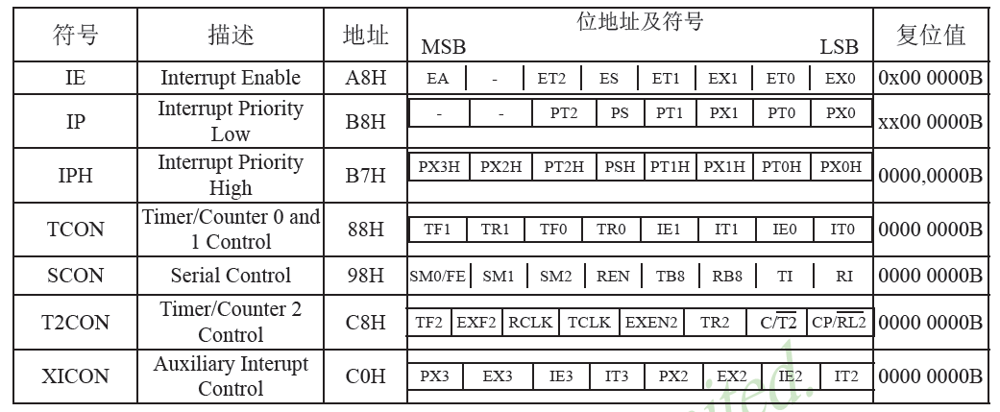 符号 描述 地址 位地址及符号 复位值
MSB LSB
IE Interrupt Enable A8H EA - ET2 ES ET1 EX1 ET0 EX0 0x00 0000B
IP Interrupt Priority Low B8H - - PT2 PS PT1 PX1 PT0 PX0 xx00 0000B
IPH Interrupt Priority High B7H PX3H PX2H PT2H PSH PT1H PX1H PT0H PX0H 0000,0000B
TCON Timer/Counter 0 and 1 Control 88H TF1 TR1 TF0 TR0 IE1 IT1 IE0 IT0 0000 0000B
SCON Serial Control 98H SM0/FE SM1 SM2 REN TB8 RB8 TI RI 0000 0000B
T2CON Timer/Counter 2 Control C8H TF2 EXF2 RCLK TCLK EXEN2 TR2 C/T2 CP/RL2 0000 0000B
XICON Auxiliary Interupt Control C0H PX3 EX3 IE3 IT3 PX2 EX2 IE2 IT2 0000 0000B